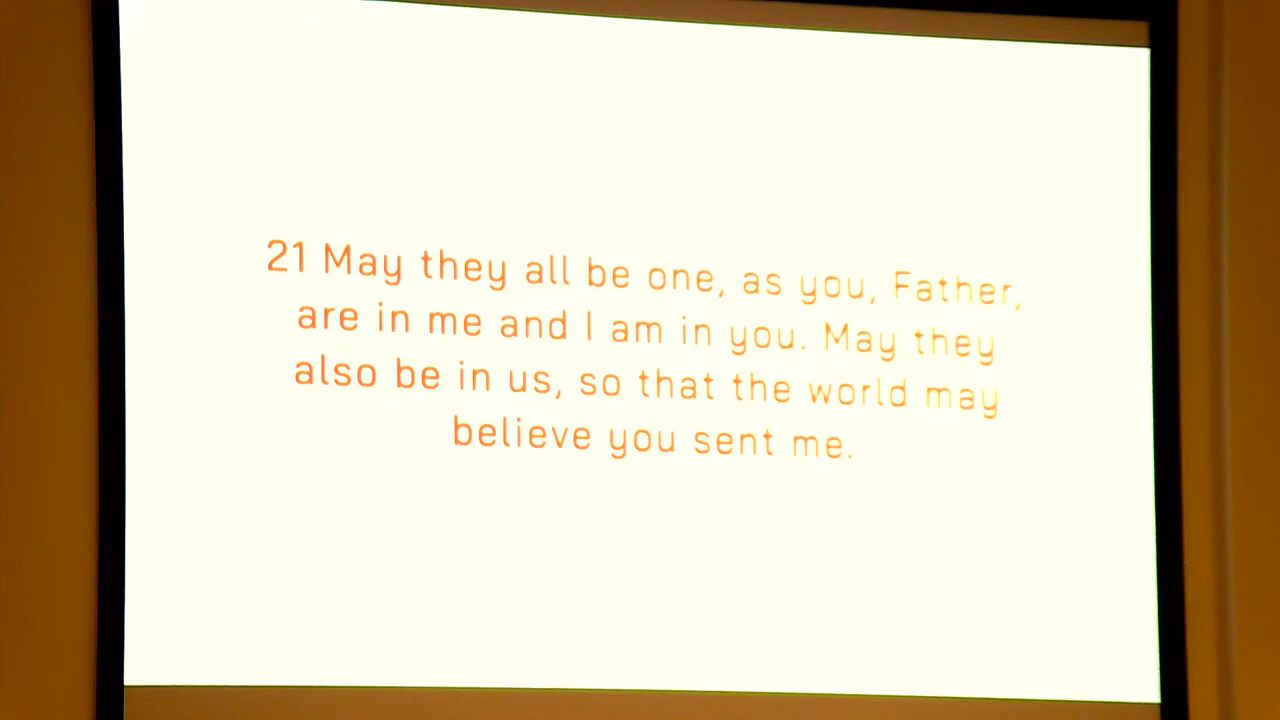 21 May they all be one, as you, Father,
are in me and I am in you. May they
also be in us, so that the world may
believe you sent me.